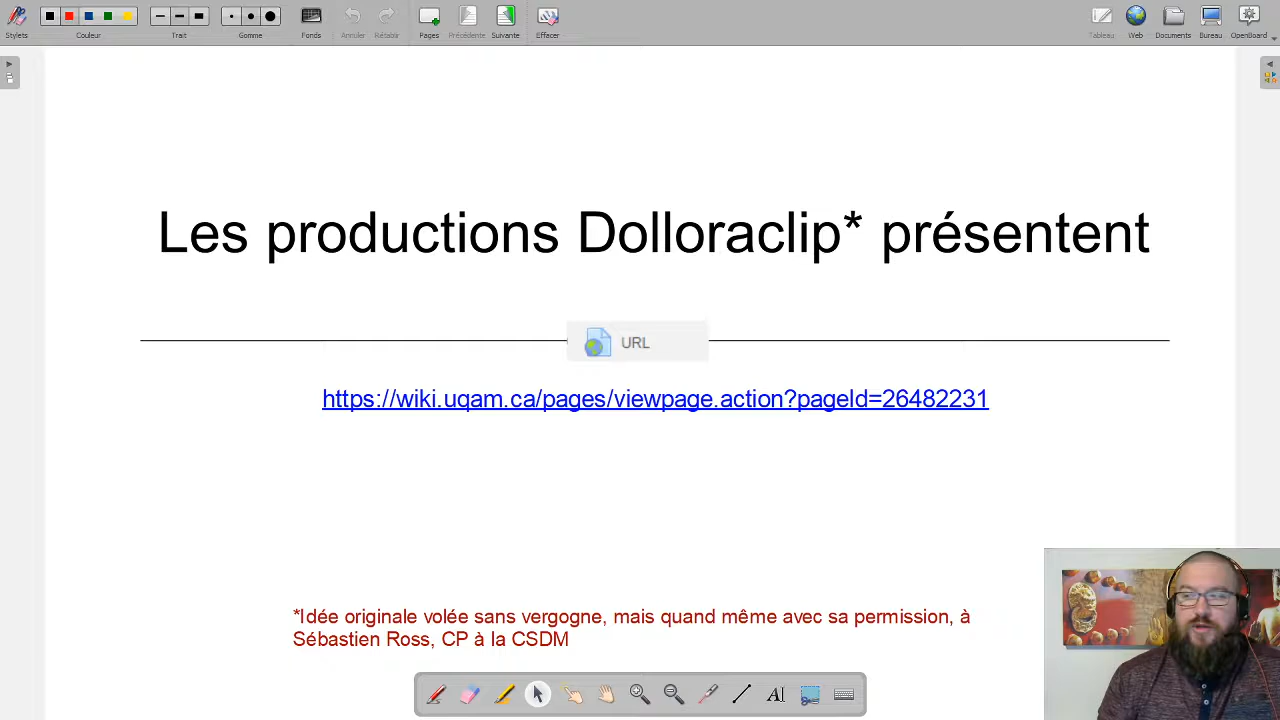 Stylets Couleur Trait Gomme Fonds Annuler Rétablir Pages Précédente Suivante Effacer Tableau Web Documents Bureau OpenBoard
Les productions Dolloraclip* présentent
URL
https://wiki.uqam.ca/pages/viewpage.action?pageId=26482231
*Idée originale volée sans vergogne, mais quand même avec sa permission, à
Sébastien Ross, CP à la CSDM
AI